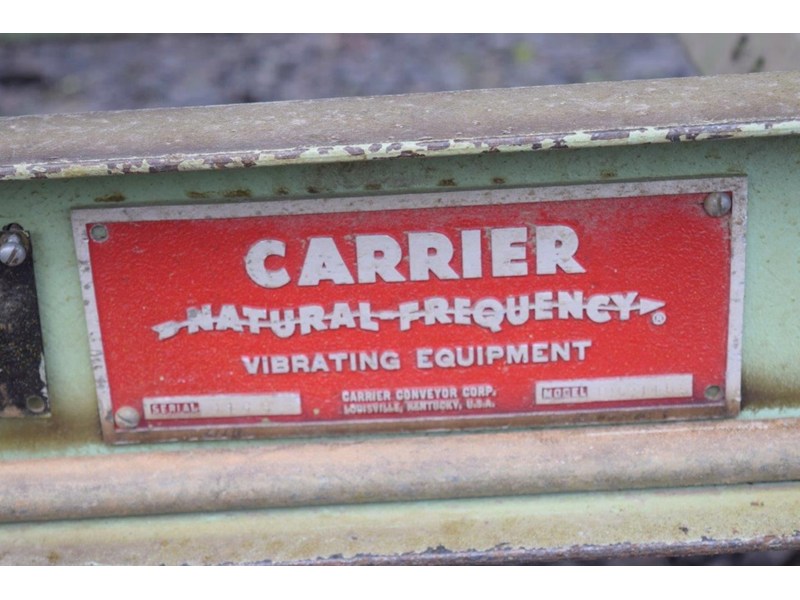 CARRIER
NATURAL-FREQUENCY ®
VIBRATING EQUIPMENT
SERIAL
CARRIER CONVEYOR CORP.
LOUISVILLE, KENTUCKY, U.S.A.
MODEL